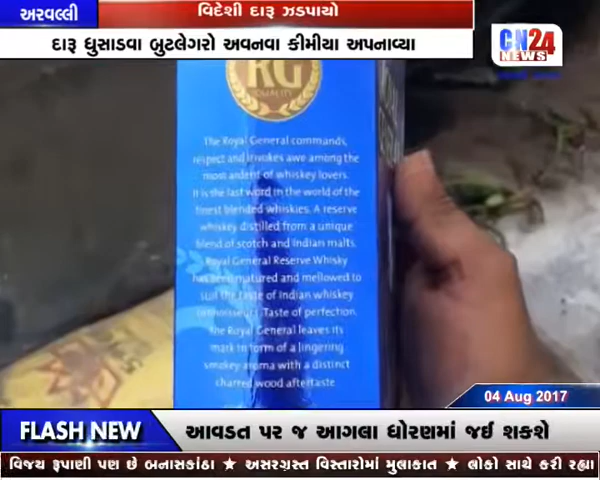 અરવલ્લી
વિદેશી દારૂ ઝડપાયો
દારૂ ધુસાડવા બુટલેગરો અવનવા કીમીયા અપનાવ્યા
CN24
NEWS
RG
QUALITY
The Royal General commands,
respect and invokes awe among the
most ardent of whiskey lovers.
It is the last word in the world of the
finest blended whiskies. A reserve
whiskey distilled from a unique
blend of scotch and Indian malts.
Royal General Reserve Whisky
has been matured and mellowed to
suit the taste of Indian whiskey
connoisseurs. Taste of perfection.
The Royal General leaves its
mark in form of a lingering
smokey aroma with a distinct
charred wood aftertaste
04 Aug 2017
FLASH NEW
આવડત પર જ આગલા ધોરણમાં જઈ શકશે
વિજય રૂપાણી પણ છે બનાસકાંઠા ★ અસરગ્રસ્ત વિસ્તારોમાં મુલાકાત ★ લોકો સાથે કરી રહ્યા